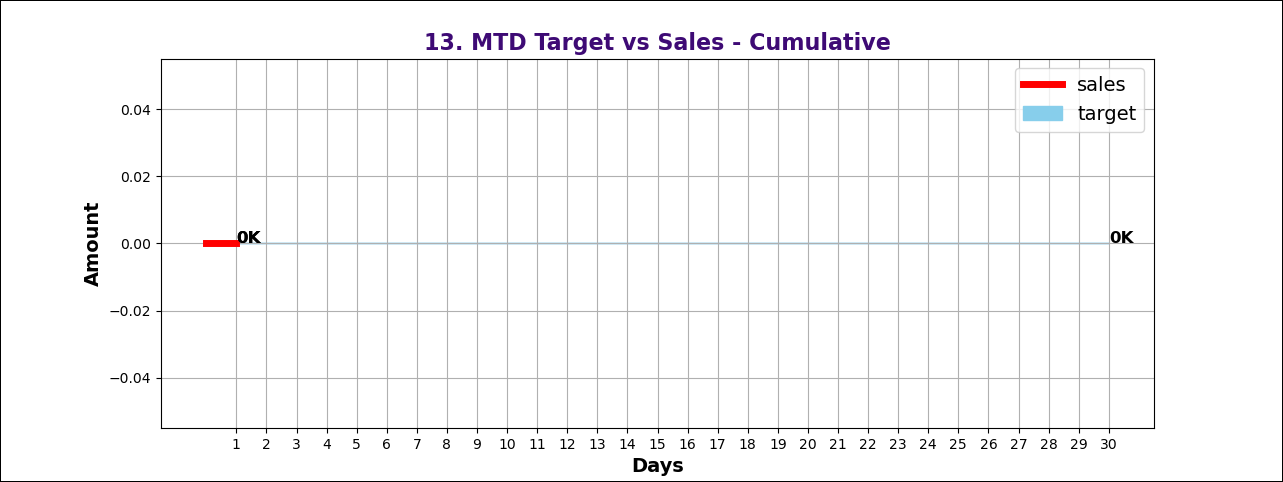 13. MTD Target vs Sales - Cumulative
sales
target
0.04
0.02
0.00
−0.02
−0.04
Amount
0K
0K
1 2 3 4 5 6 7 8 9 10 11 12 13 14 15 16 17 18 19 20 21 22 23 24 25 26 27 28 29 30
Days